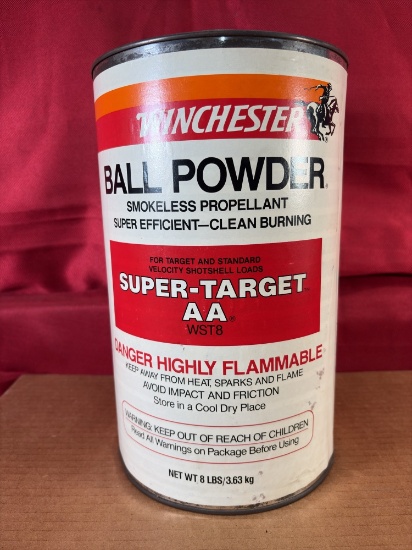 WINCHESTER
BALL POWDER®
SMOKELESS PROPELLANT
SUPER EFFICIENT—CLEAN BURNING
FOR TARGET AND STANDARD
VELOCITY SHOTSHELL LOADS
SUPER-TARGET™
AA®
WST8
DANGER HIGHLY FLAMMABLE
KEEP AWAY FROM HEAT, SPARKS AND FLAME
AVOID IMPACT AND FRICTION
Store in a Cool Dry Place
WARNING: KEEP OUT OF REACH OF CHILDREN
Read All Warnings on Package Before Using
NET WT 8 LBS/3.63 kg